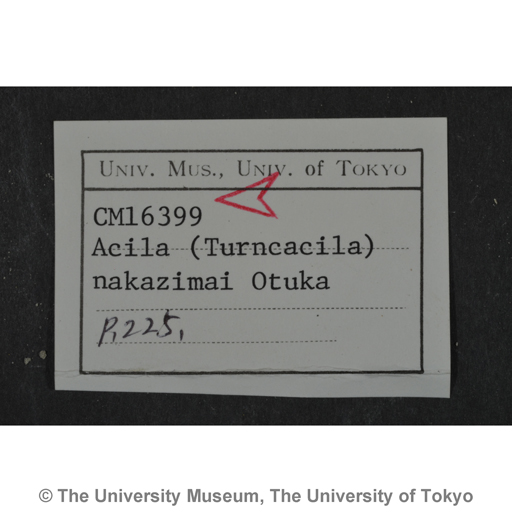 Univ. Mus., Univ. of Tokyo
CM16399
Acila (Turncacila)
nakazimai Otuka
P.225.
© The University Museum, The University of Tokyo